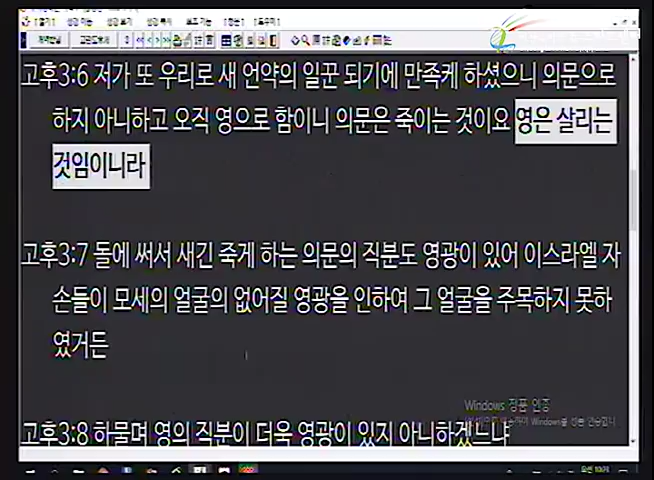 고후3:6 저가 또 우리로 새 언약의 일꾼 되기에 만족케 하셨으니 의문으로
하지 아니하고 오직 영으로 함이니 의문은 죽이는 것이요 영은 살리는
것임이니라
고후3:7 돌에 써서 새긴 죽게 하는 의문의 직분도 영광이 있어 이스라엘 자
손들이 모세의 얼굴의 없어질 영광을 인하여 그 얼굴을 주목하지 못하
였거든
Windows 정품 인증
고후3:8 하물며 영의 직분이 더욱 영광이 있지 아니하겠느냐